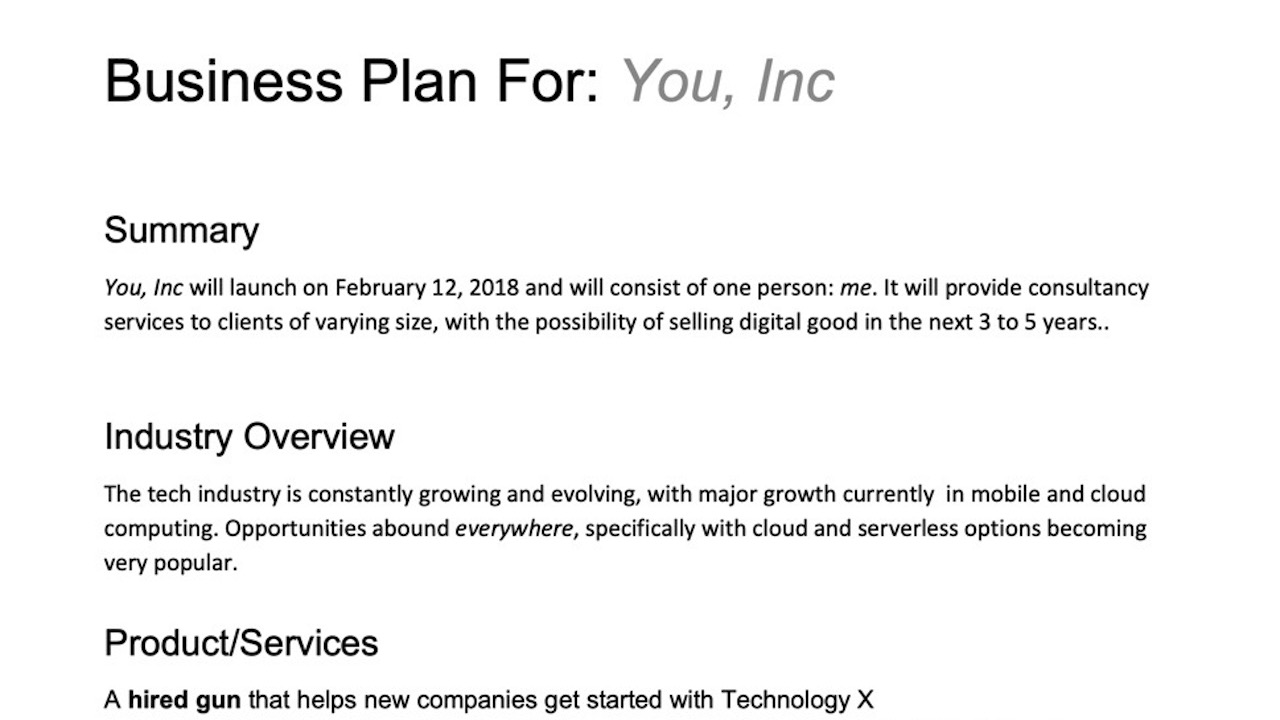 Business Plan For: You, Inc
Summary
You, Inc will launch on February 12, 2018 and will consist of one person: me. It will provide consultancy
services to clients of varying size, with the possibility of selling digital good in the next 3 to 5 years..
Industry Overview
The tech industry is constantly growing and evolving, with major growth currently  in mobile and cloud
computing. Opportunities abound everywhere, specifically with cloud and serverless options becoming
very popular.
Product/Services
A hired gun that helps new companies get started with Technology X